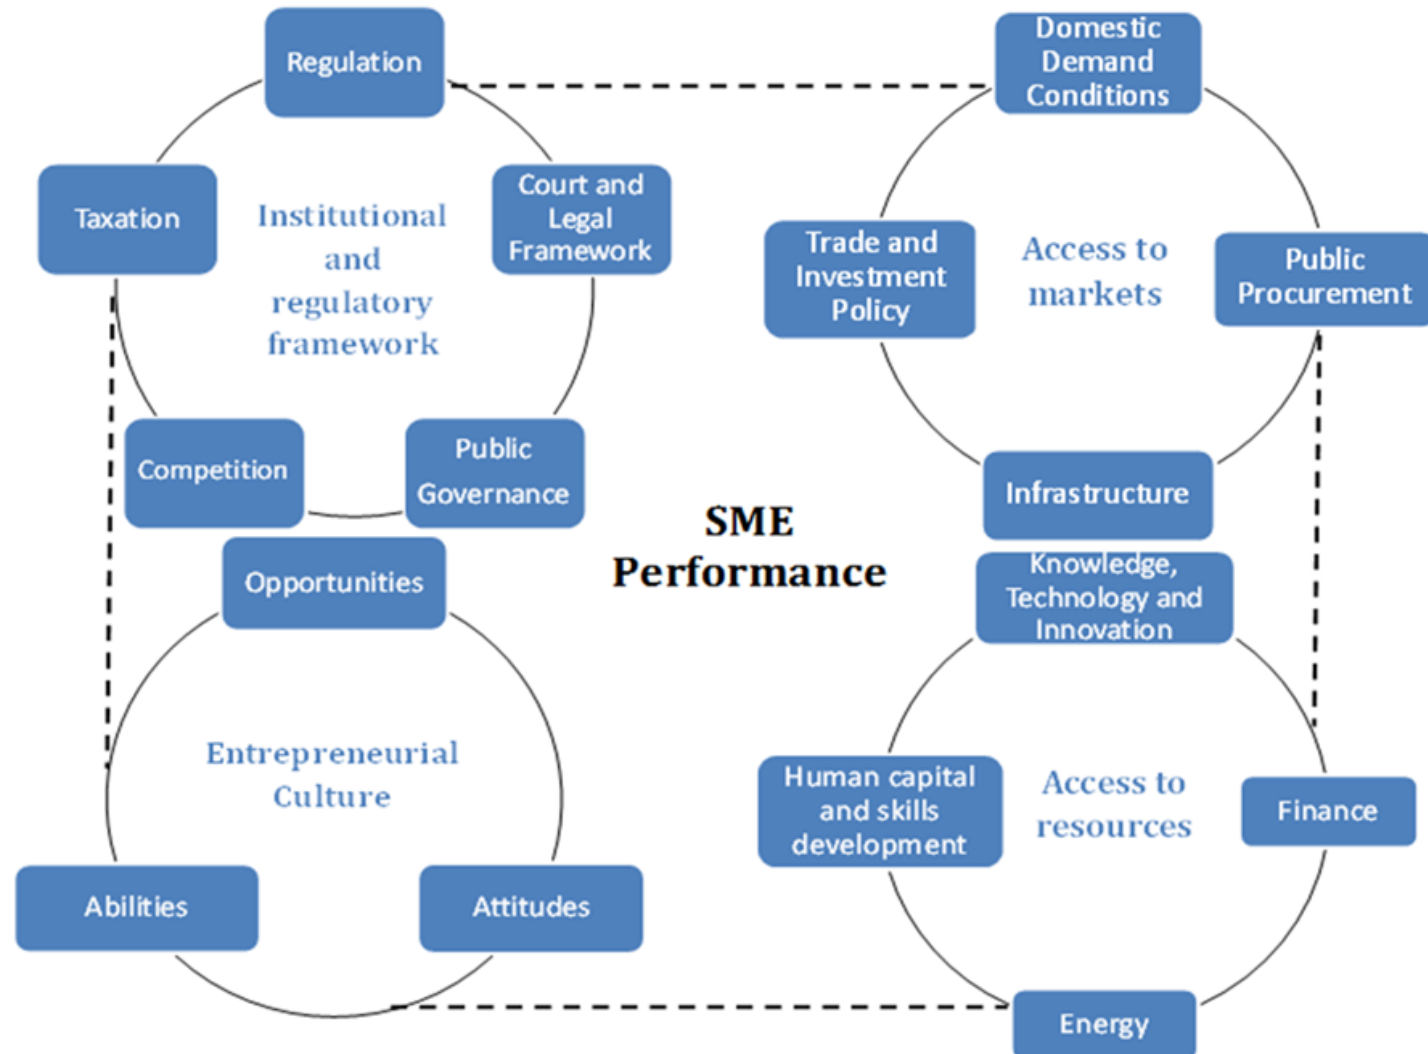 Regulation
Taxation
Court and
Legal
Framework
Institutional
and
regulatory
framework
Competition
Public
Governance
Domestic
Demand
Conditions
Trade and
Investment
Policy
Access to
markets
Public
Procurement
Infrastructure
SME
Performance
Opportunities
Entrepreneurial
Culture
Abilities
Attitudes
Knowledge,
Technology and
Innovation
Human capital
and skills
development
Access to
resources
Finance
Energy